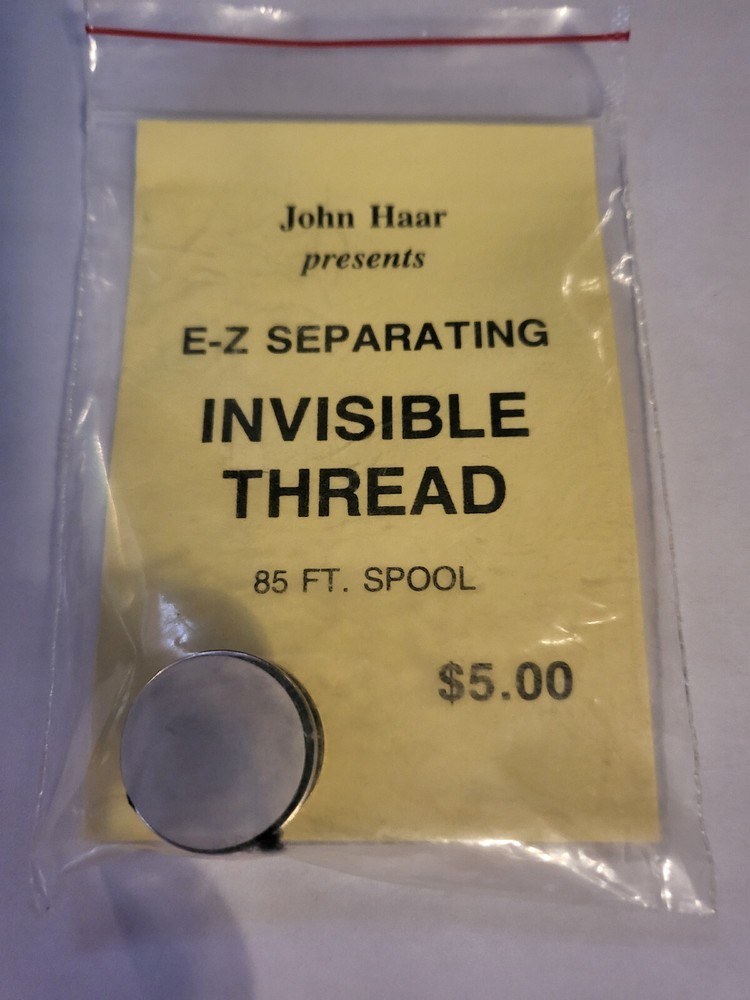 John Haar
presents
E-Z SEPARATING
INVISIBLE
THREAD
85 FT. SPOOL
$5.00